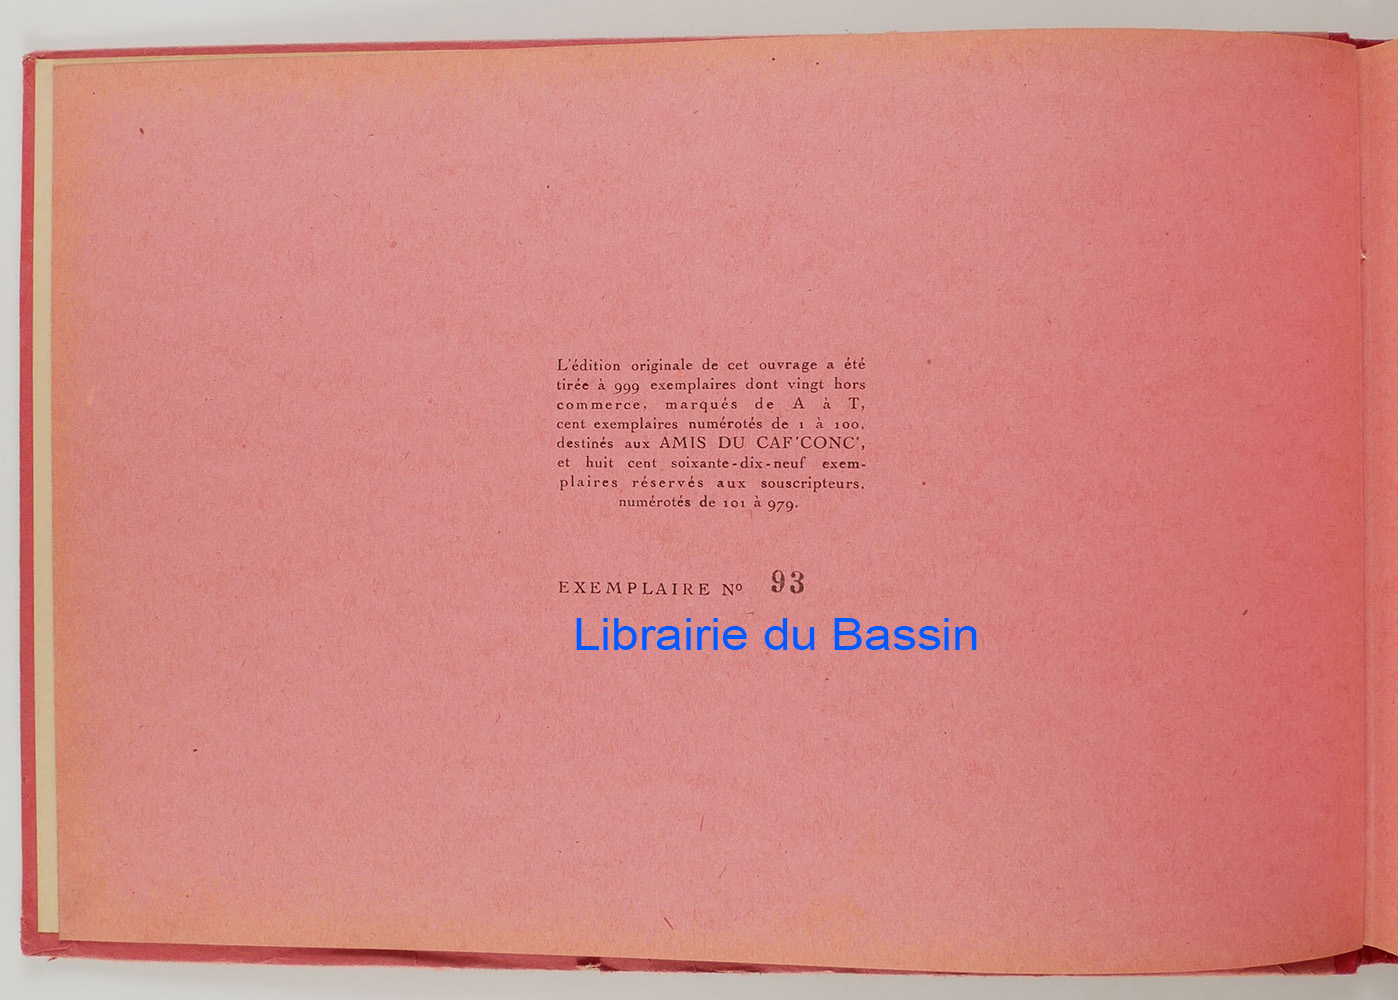 L'édition originale de cet ouvrage a été
tirée à 999 exemplaires dont vingt hors
commerce, marqués de A à T,
cent exemplaires numérotés de 1 à 100,
destinés aux AMIS DU CAF'CONC',
et huit cent soixante-dix-neuf exem-
plaires réservés aux souscripteurs,
numérotés de 101 à 979.
EXEMPLAIRE Nº 93
Librairie du Bassin